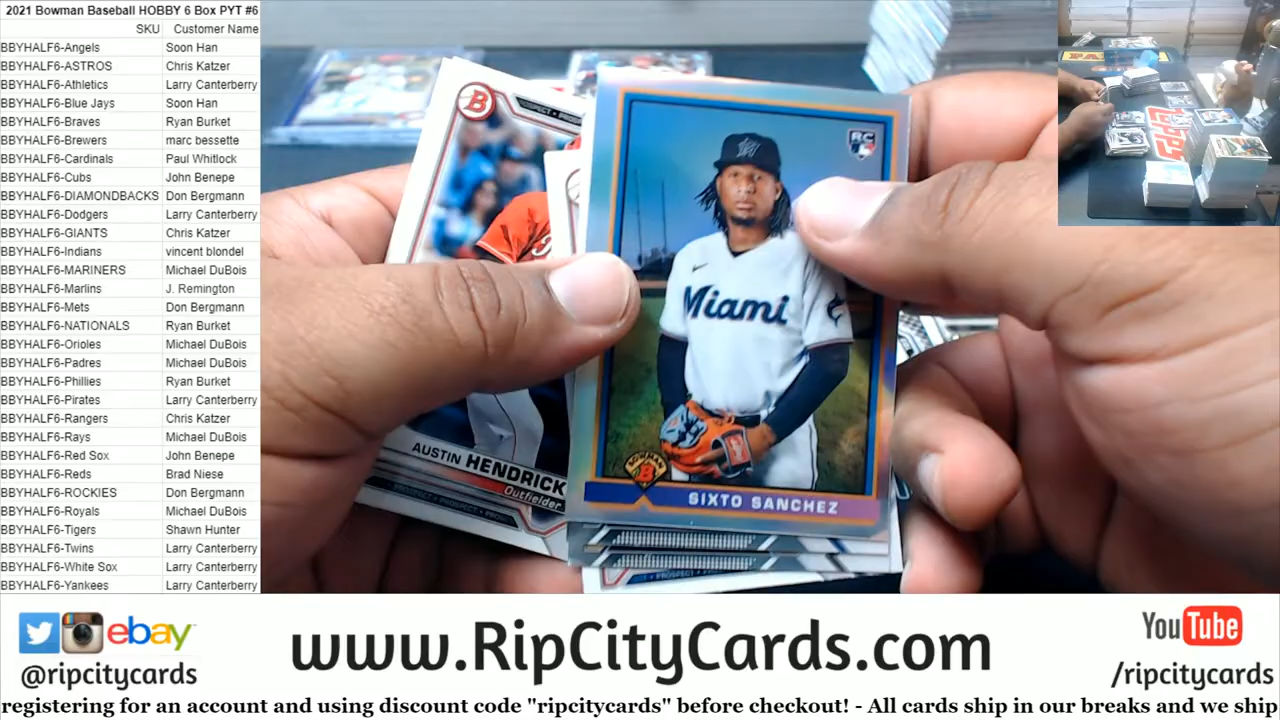 2021 Bowman Baseball HOBBY 6 Box PYT #6
SKU Customer Name
BBYHALF6-Angels Soon Han
BBYHALF6-ASTROS Chris Katzer
BBYHALF6-Athletics Larry Canterberry
BBYHALF6-Blue Jays Soon Han
BBYHALF6-Braves Ryan Burket
BBYHALF6-Brewers marc bessette
BBYHALF6-Cardinals Paul Whitlock
BBYHALF6-Cubs John Benepe
BBYHALF6-DIAMONDBACKS Don Bergmann
BBYHALF6-Dodgers Larry Canterberry
BBYHALF6-GIANTS Chris Katzer
BBYHALF6-Indians vincent blondel
BBYHALF6-MARINERS Michael DuBois
BBYHALF6-Marlins J. Remington
BBYHALF6-Mets Don Bergmann
BBYHALF6-NATIONALS Ryan Burket
BBYHALF6-Orioles Michael DuBois
BBYHALF6-Padres Michael DuBois
BBYHALF6-Phillies Ryan Burket
BBYHALF6-Pirates Larry Canterberry
BBYHALF6-Rangers Chris Katzer
BBYHALF6-Rays Michael DuBois
BBYHALF6-Red Sox John Benepe
BBYHALF6-Reds Brad Niese
BBYHALF6-ROCKIES Don Bergmann
BBYHALF6-Royals Michael DuBois
BBYHALF6-Tigers Shawn Hunter
BBYHALF6-Twins Larry Canterberry
BBYHALF6-White Sox Larry Canterberry
BBYHALF6-Yankees Larry Canterberry
B
AUSTIN HENDRICK
Outfielder
RC
Miami
BOWMAN
B
SIXTO SANCHEZ
PROSPECT
TOPPS
ebay
@ripcitycards
www.RipCityCards.com
YouTube
/ripcitycards
registering for an account and using discount code "ripcitycards" before checkout! - All cards ship in our breaks and we ship